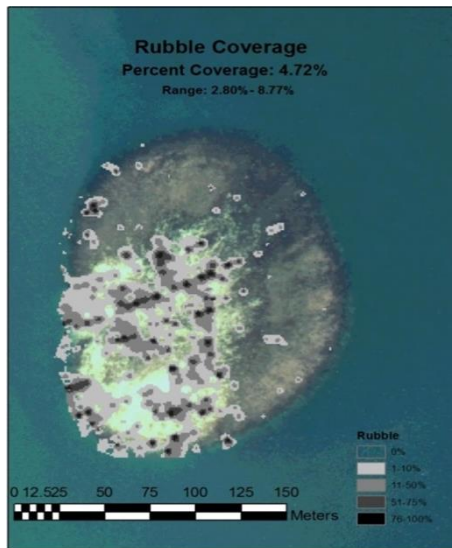 Rubble Coverage
Percent Coverage: 4.72%
Range: 2.80%- 8.77%
Rubble
0%
1-10%
11-50%
51-75%
76-100%
0 12.525 50 75 100 125 150
Meters